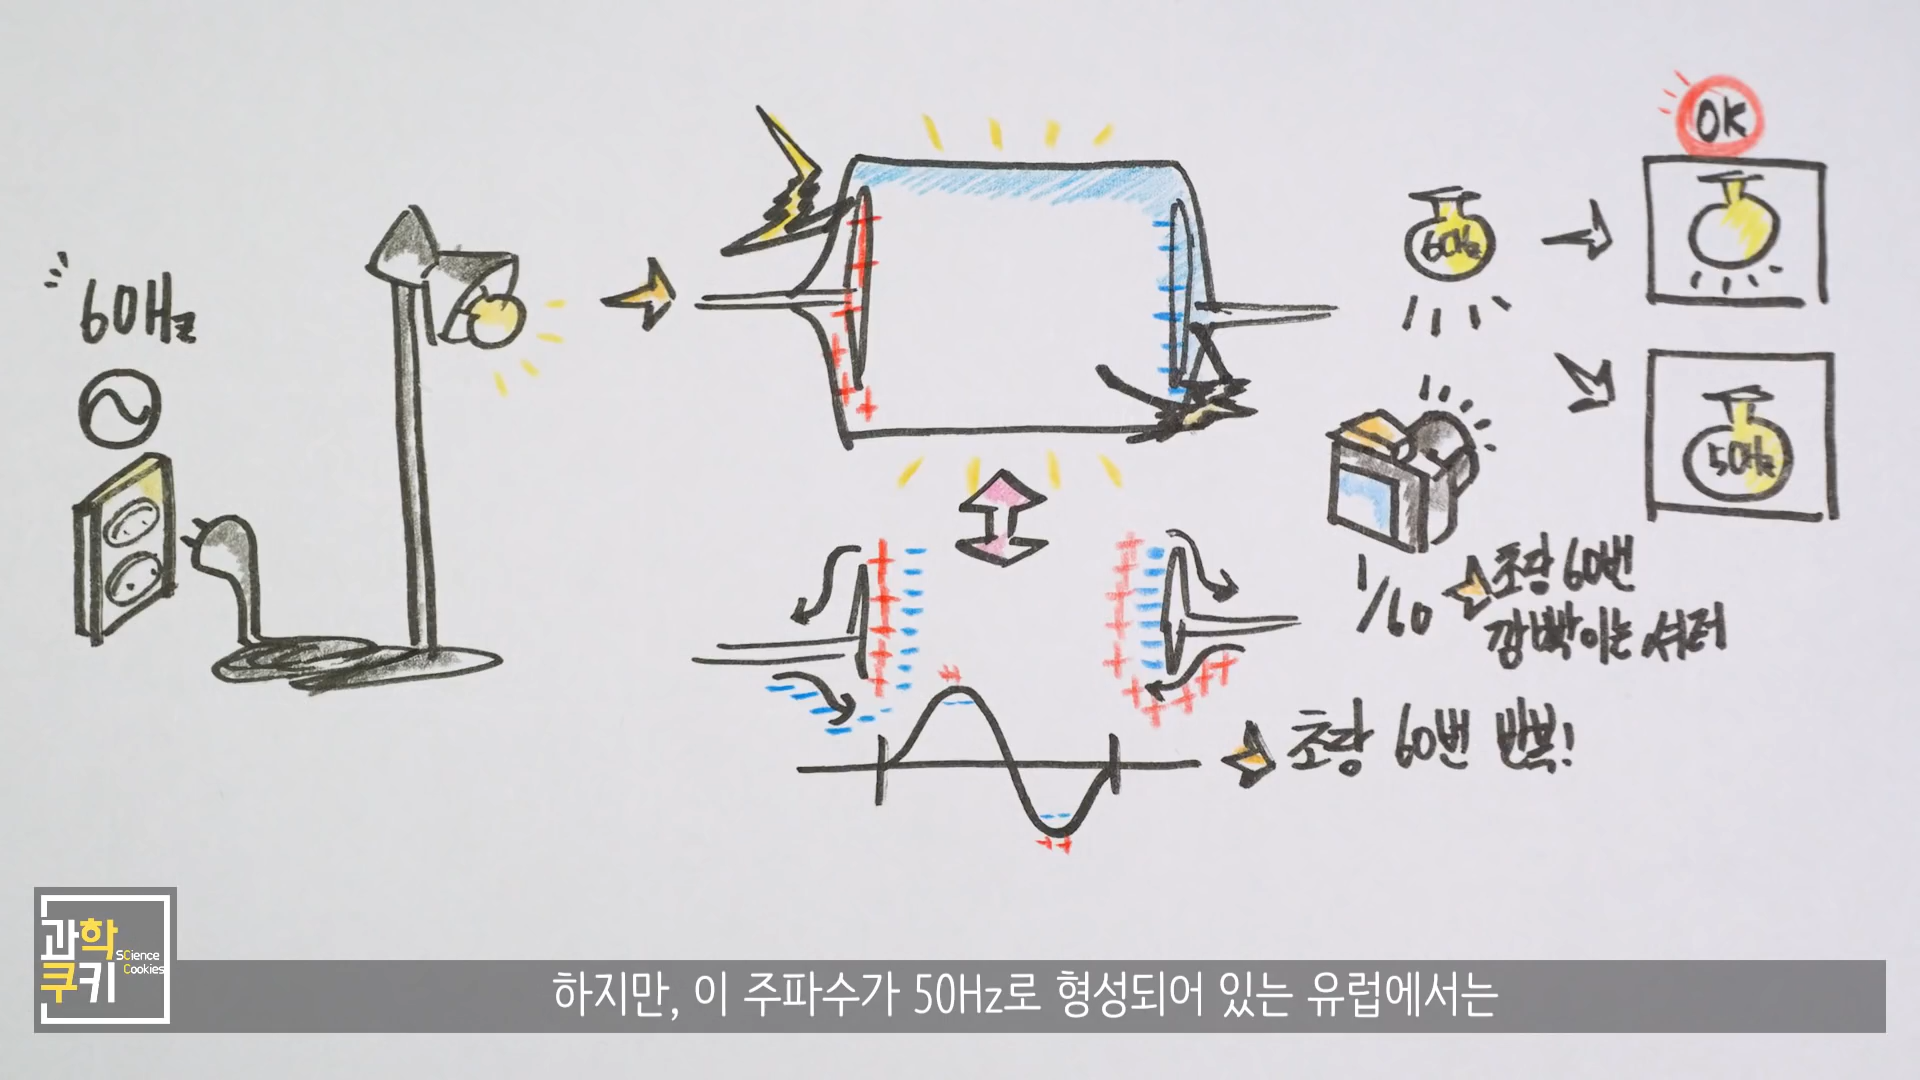 60Hz
60Hz
OK
50Hz
1/60
초당 60번
깜빡이는 셔터
초당 60번 반복!
과학
쿠키
Science
Cookies
하지만, 이 주파수가 50Hz로 형성되어 있는 유럽에서는